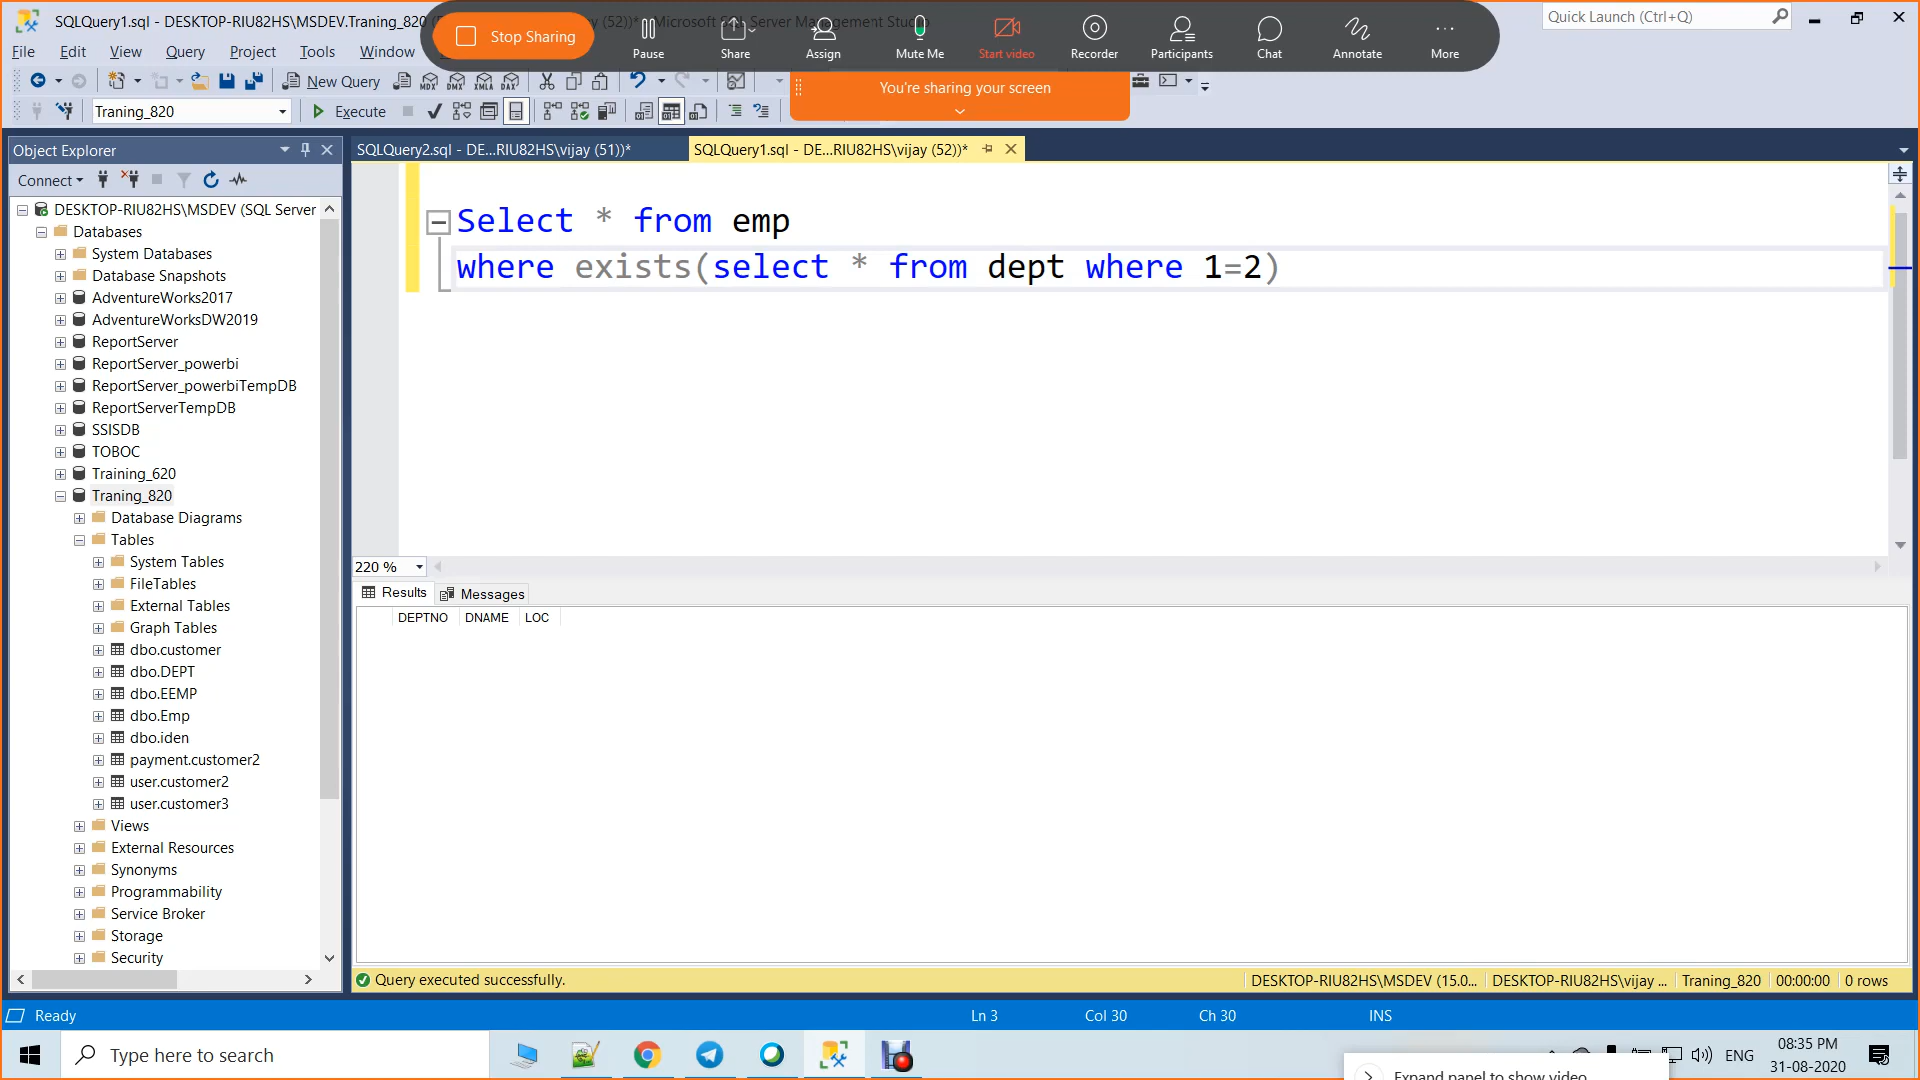 SQLQuery1.sql - DESKTOP-RIU82HS\MSDEV.Traning_820
Quick Launch (Ctrl+Q)
Stop Sharing
Pause
Share
Assign
Mute Me
Start video
Recorder
Participants
Chat
Annotate
More
You're sharing your screen
File Edit View Query Project Tools Window
New Query
Traning_820
Execute
Object Explorer
Connect
DESKTOP-RIU82HS\MSDEV (SQL Server
Databases
System Databases
Database Snapshots
AdventureWorks2017
AdventureWorksDW2019
ReportServer
ReportServer_powerbi
ReportServer_powerbiTempDB
ReportServerTempDB
SSISDB
TOBOC
Training_620
Traning_820
Database Diagrams
Tables
System Tables
FileTables
External Tables
Graph Tables
dbo.customer
dbo.DEPT
dbo.EEMP
dbo.Emp
dbo.iden
payment.customer2
user.customer2
user.customer3
Views
External Resources
Synonyms
Programmability
Service Broker
Storage
Security
SQLQuery2.sql - DE...RIU82HS\vijay (51))*
SQLQuery1.sql - DE...RIU82HS\vijay (52))*
Select * from emp
where exists(select * from dept where 1=2)
220 %
Results Messages
DEPTNO DNAME LOC
Query executed successfully.
DESKTOP-RIU82HS\MSDEV (15.0... DESKTOP-RIU82HS\vijay ... Traning_820 00:00:00 0 rows
Ready Ln 3 Col 30 Ch 30 INS
Type here to search
ENG
08:35 PM
31-08-2020
Expand panel to show video